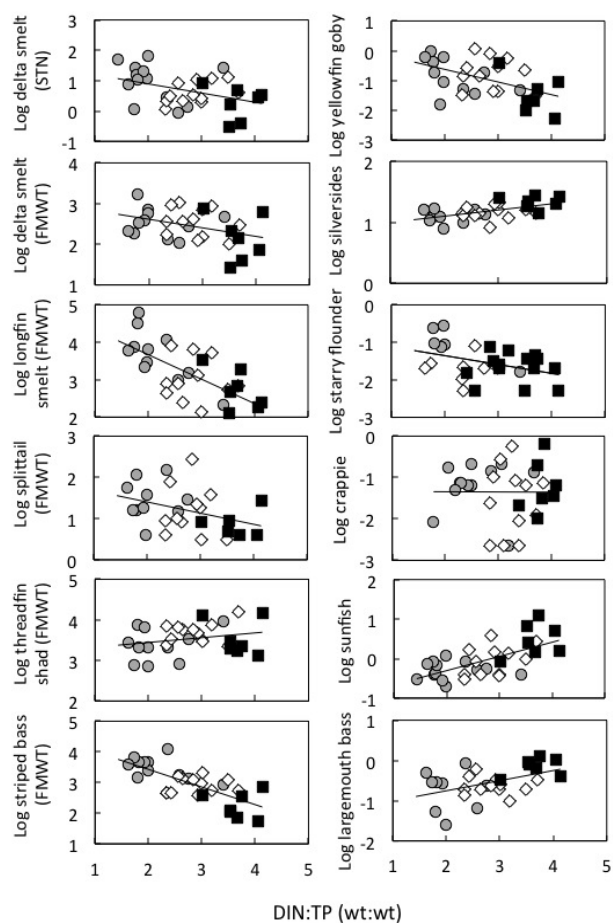 Log delta smelt
(STN)
3
2
1
0
-1
Log yellowfin goby
1
0
-1
-2
-3
Log delta smelt
(FMWT)
4
3
2
1
Log silversides
2
1
0
Log longfin
smelt (FMWT)
5
4
3
2
Log starry flounder
0
-1
-2
-3
Log splittail
(FMWT)
3
2
1
0
Log crappie
0
-1
-2
-3
Log threadfin
shad (FMWT)
5
4
3
2
Log sunfish
2
1
0
-1
Log striped bass
(FMWT)
5
4
3
2
1
0
1 2 3 4 5
Log largemouth bass
1
0
-1
-2
1 2 3 4 5
DIN:TP (wt:wt)